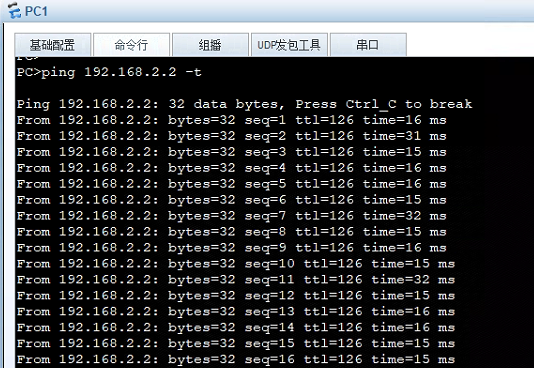 PC1
基础配置 命令行 组播 UDP发包工具 串口
PC>
PC>ping 192.168.2.2 -t
Ping 192.168.2.2: 32 data bytes, Press Ctrl_C to break
From 192.168.2.2: bytes=32 seq=1 ttl=126 time=16 ms
From 192.168.2.2: bytes=32 seq=2 ttl=126 time=31 ms
From 192.168.2.2: bytes=32 seq=3 ttl=126 time=15 ms
From 192.168.2.2: bytes=32 seq=4 ttl=126 time=16 ms
From 192.168.2.2: bytes=32 seq=5 ttl=126 time=16 ms
From 192.168.2.2: bytes=32 seq=6 ttl=126 time=15 ms
From 192.168.2.2: bytes=32 seq=7 ttl=126 time=32 ms
From 192.168.2.2: bytes=32 seq=8 ttl=126 time=15 ms
From 192.168.2.2: bytes=32 seq=9 ttl=126 time=16 ms
From 192.168.2.2: bytes=32 seq=10 ttl=126 time=15 ms
From 192.168.2.2: bytes=32 seq=11 ttl=126 time=32 ms
From 192.168.2.2: bytes=32 seq=12 ttl=126 time=15 ms
From 192.168.2.2: bytes=32 seq=13 ttl=126 time=16 ms
From 192.168.2.2: bytes=32 seq=14 ttl=126 time=16 ms
From 192.168.2.2: bytes=32 seq=15 ttl=126 time=15 ms
From 192.168.2.2: bytes=32 seq=16 ttl=126 time=15 ms